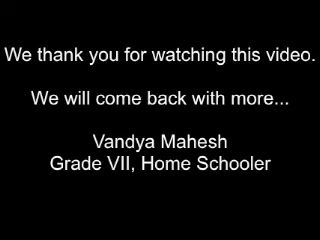 We thank you for watching this video.
We will come back with more...
Vandya Mahesh
Grade VII, Home Schooler